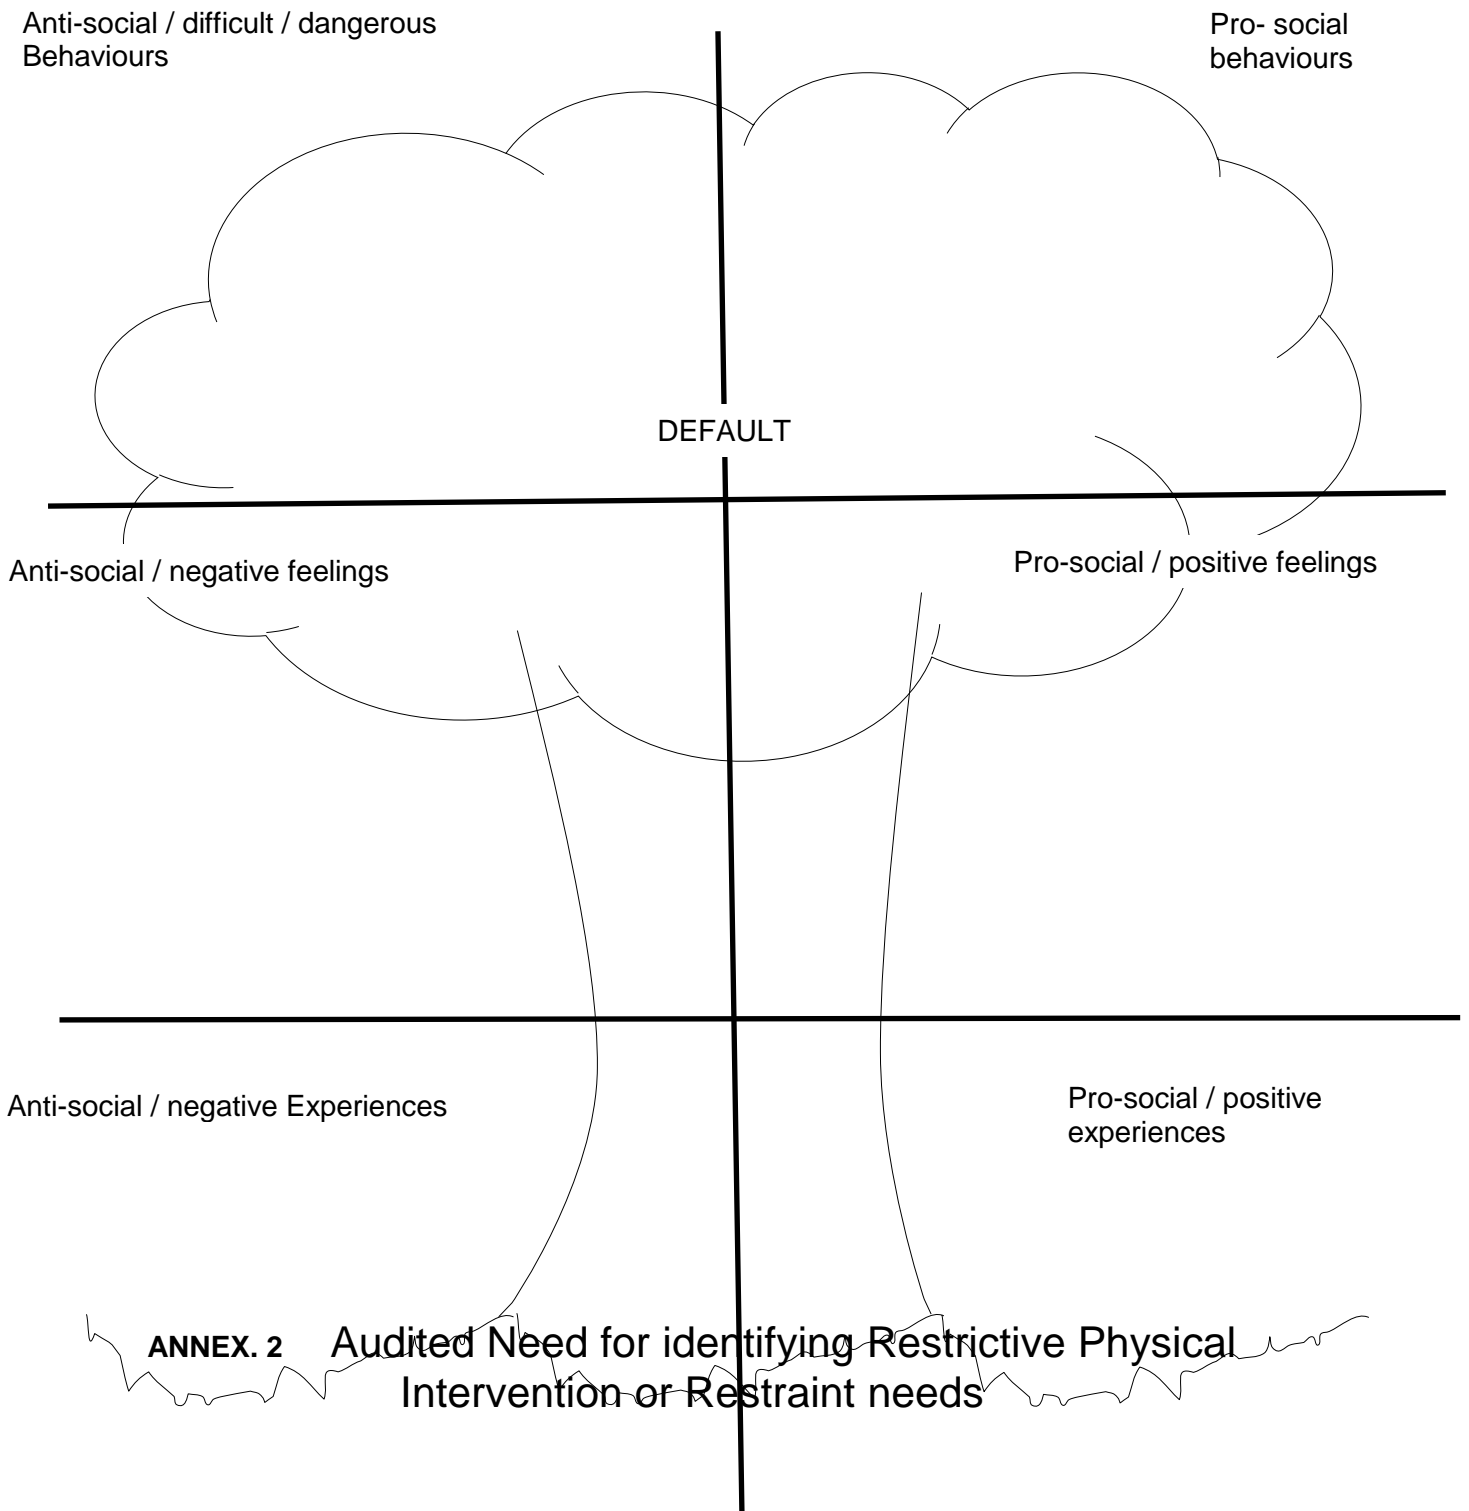 Anti-social / difficult / dangerous
Behaviours
Pro- social
behaviours
DEFAULT
Anti-social / negative feelings
Pro-social / positive feelings
Anti-social / negative Experiences
Pro-social / positive
experiences
ANNEX. 2 Audited Need for identifying Restrictive Physical
Intervention or Restraint needs